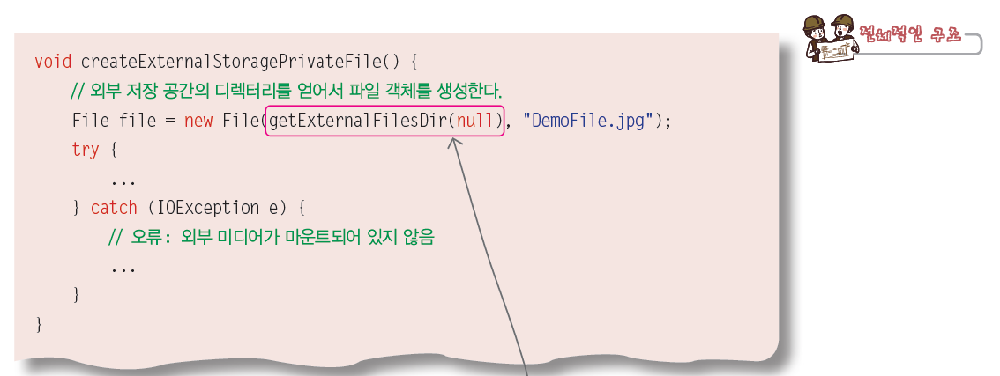 전체적인 구조
void createExternalStoragePrivateFile() {
// 외부 저장 공간의 디렉터리를 얻어서 파일 객체를 생성한다.
File file = new File(getExternalFilesDir(null), "DemoFile.jpg");
try {
...
} catch (IOException e) {
// 오류: 외부 미디어가 마운트되어 있지 않음
...
}
}